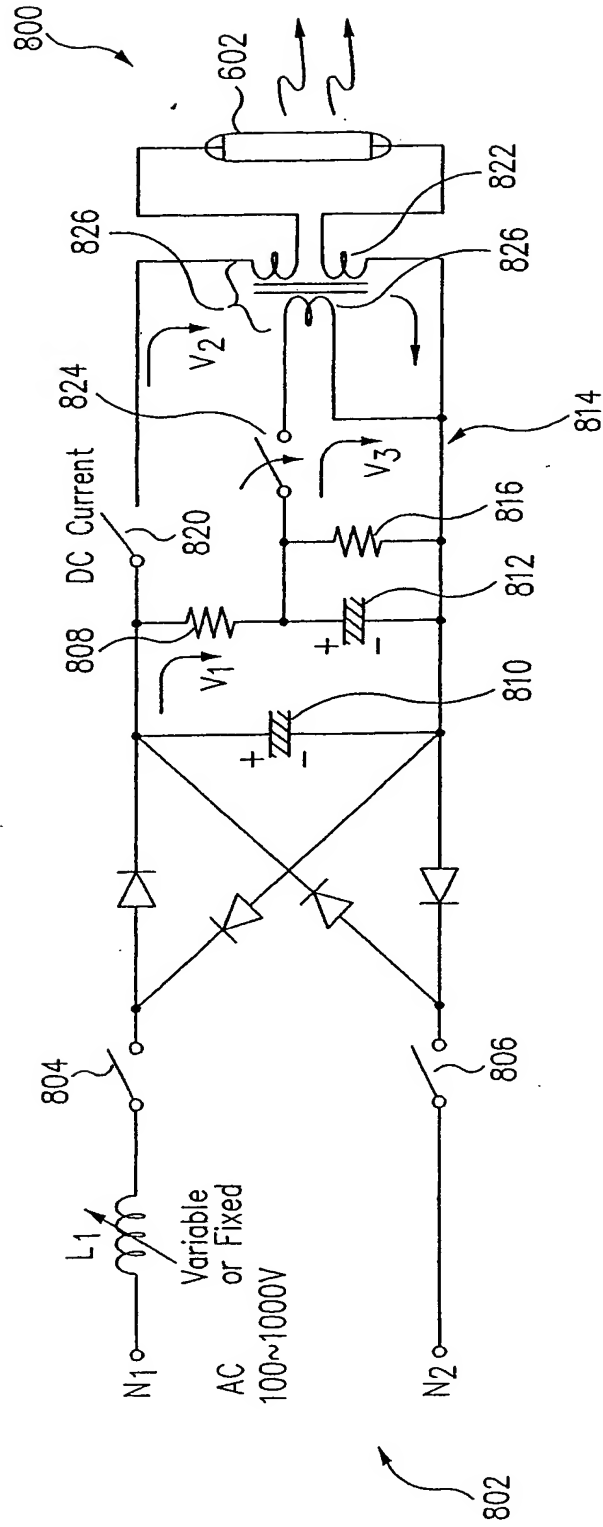 800
602
822
826
826
V2
824
V3
814
DC Current
820
816
812
808
V1
810
+
-
+
-
804
806
L1
Variable
or Fixed
N1
AC
100~1000V
N2
802